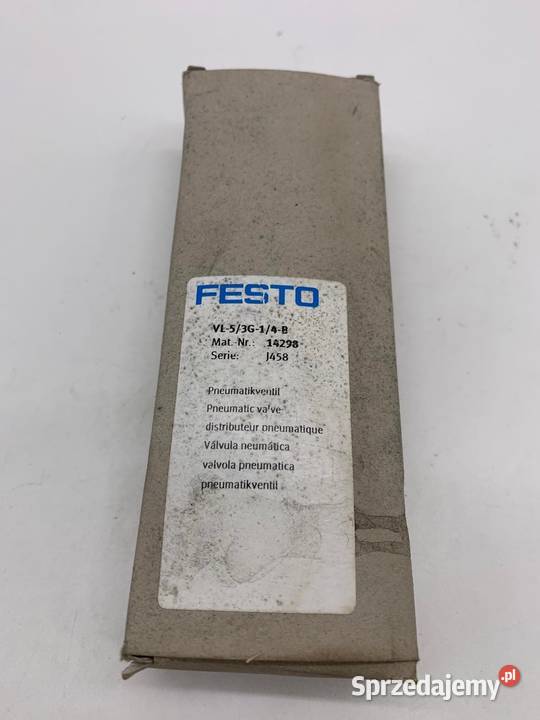 FESTO
VL-5/3G-1/4-B
Mat.-Nr.: 14298
Serie: J458
Pneumatikventil
Pneumatic valve
distributeur pneumatique
Válvula neumática
valvola pneumatica
pneumatikventil
Sprzedajemy.pl